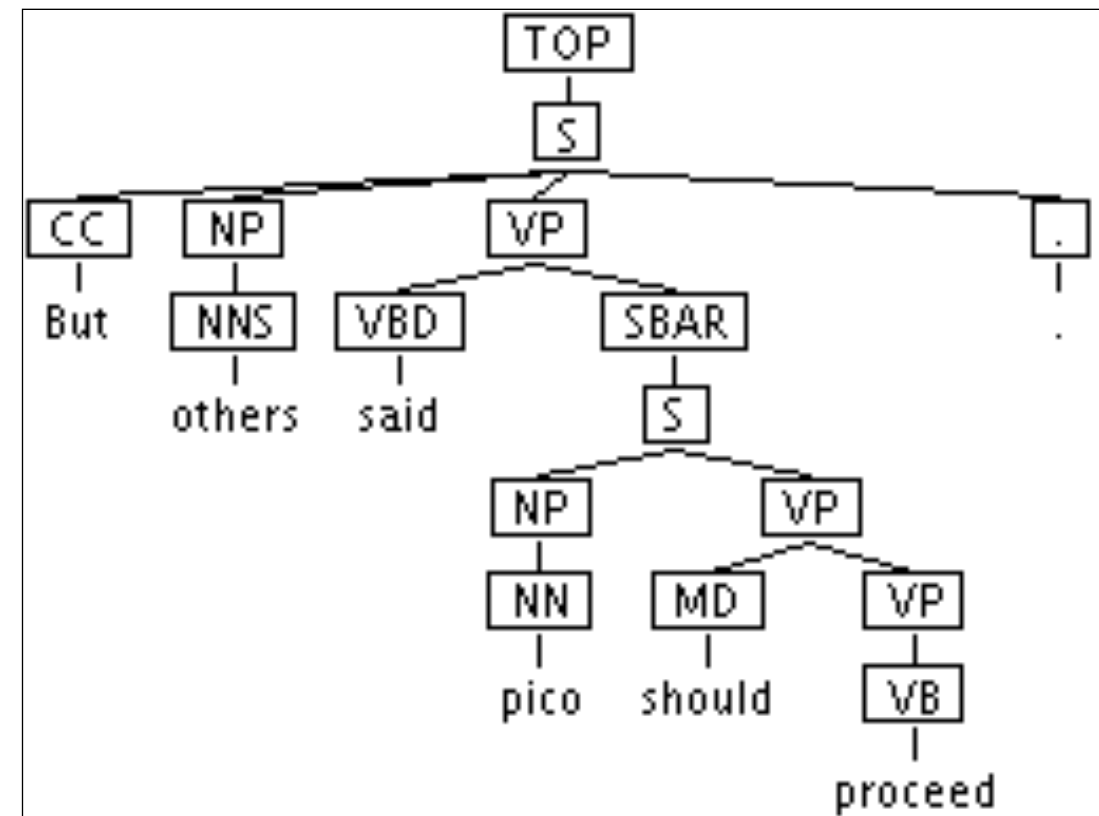 TOP
S
CC NP VP .
But NNS VBD SBAR .
others said S
NP VP
NN MD VP
pico should VB
proceed